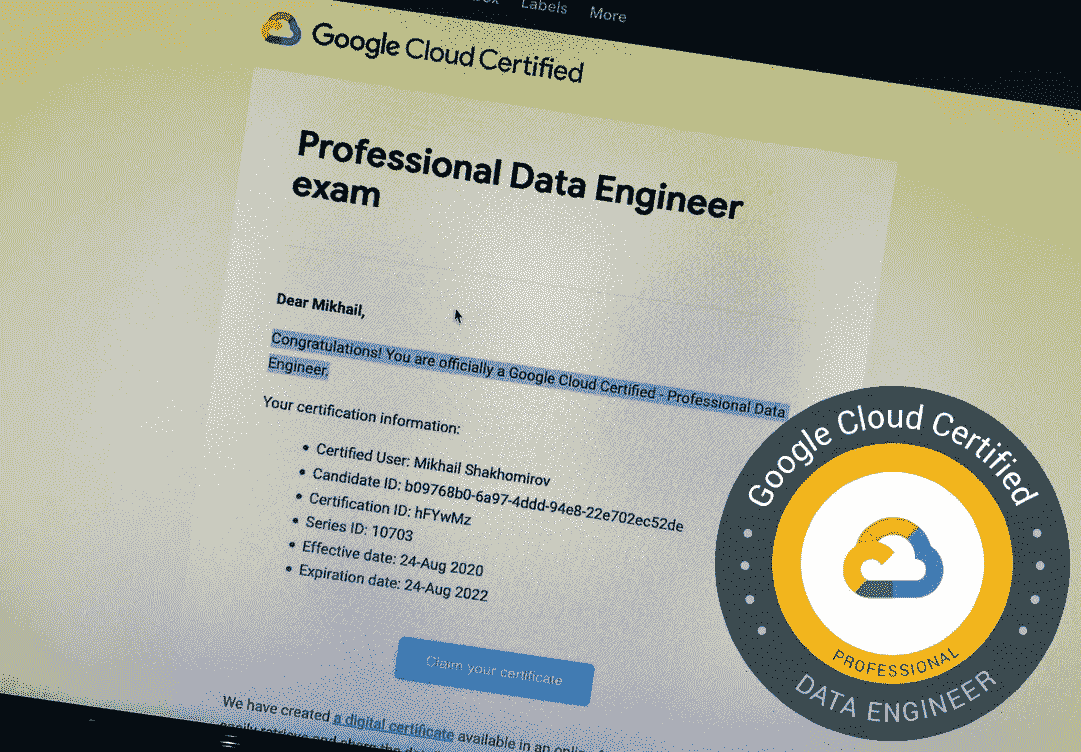 Labels More
Google Cloud Certified
Professional Data Engineer
exam
Dear Mikhail,
Congratulations! You are officially a Google Cloud Certified - Professional Data
Engineer.
Your certification information:
• Certified User: Mikhail Shakhomirov
• Candidate ID: b09768b0-6a97-4ddd-94e8-22e702ec52de
• Certification ID: hFYwMz
• Series ID: 10703
• Effective date: 24-Aug 2020
• Expiration date: 24-Aug 2022
Claim your certificate
We have created a digital certificate available in an
Google Cloud Certified
PROFESSIONAL
DATA ENGINEER